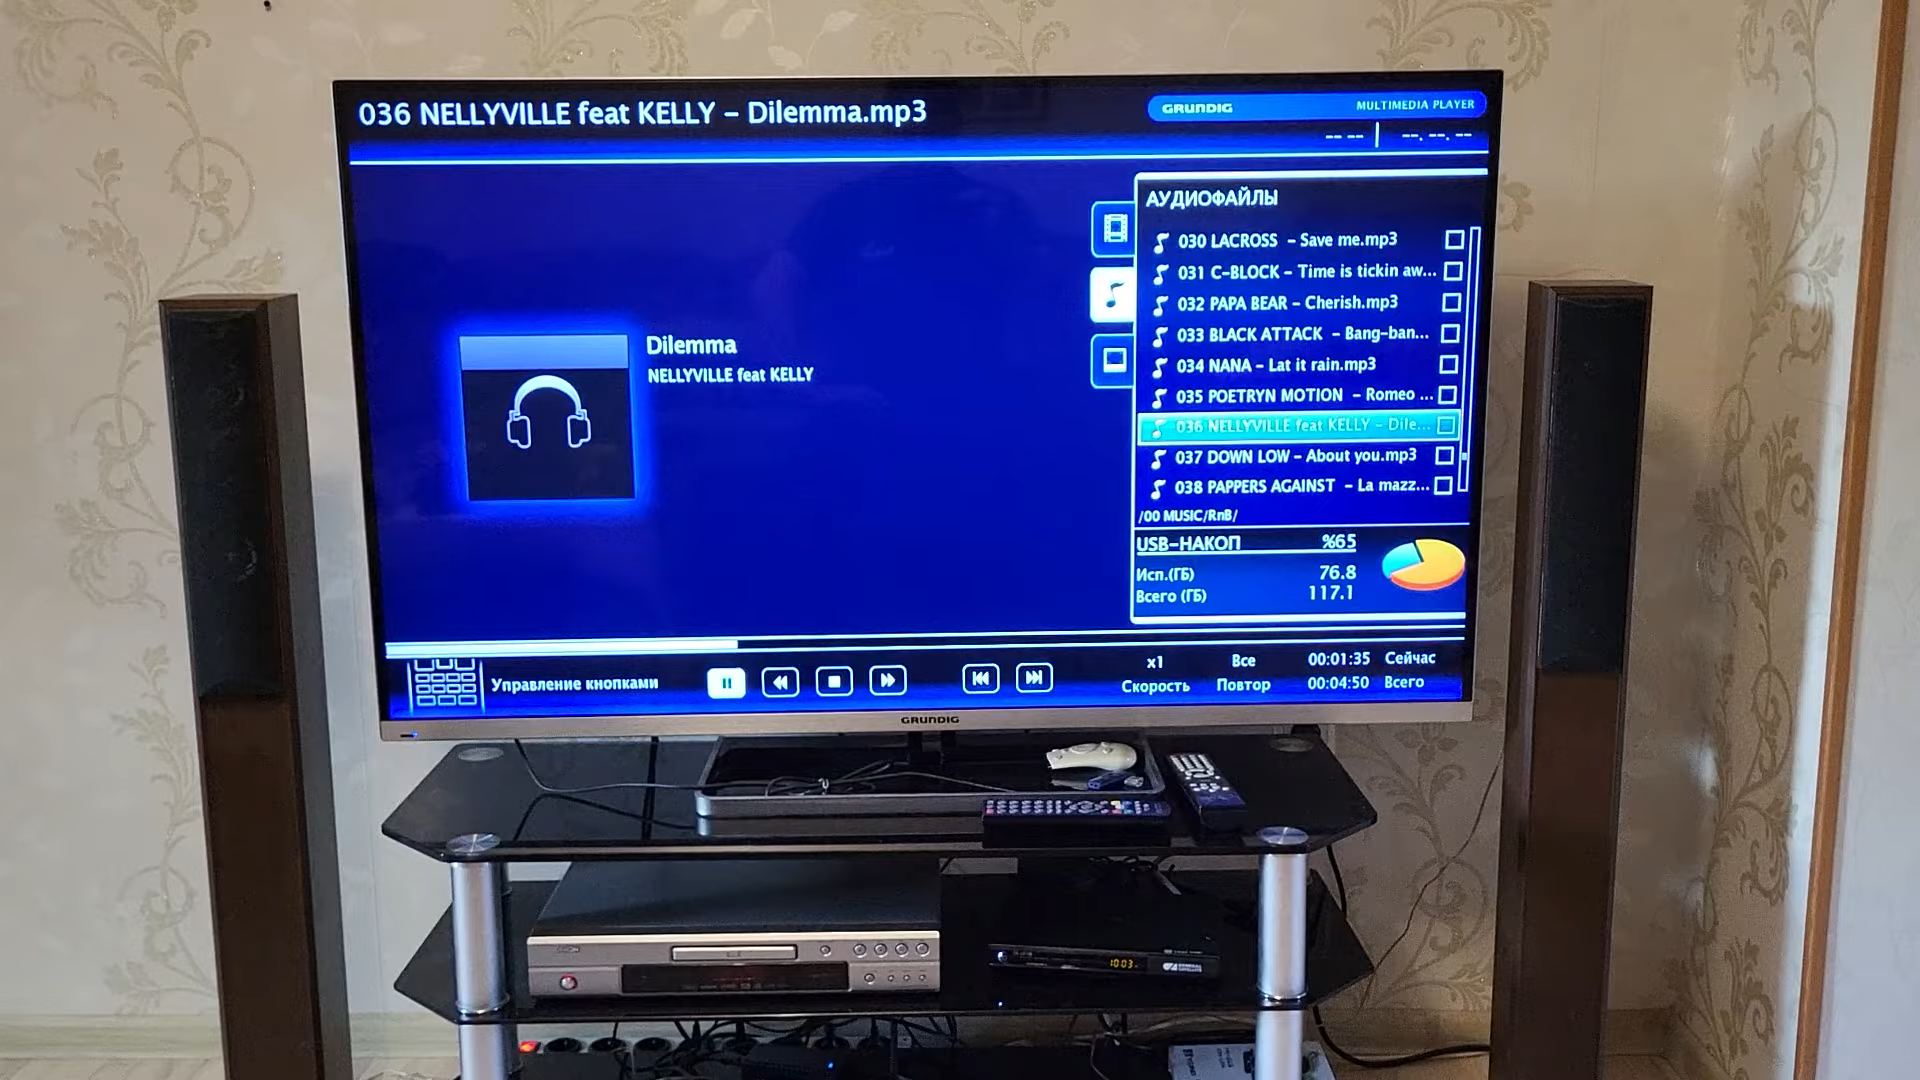 036 NELLYVILLE feat KELLY – Dilemma.mp3
GRUNDIG
MULTIMEDIA PLAYER
-- -- | --. --. --
АУДИОФАЙЛЫ
030 LACROSS – Save me.mp3
031 C-BLOCK – Time is tickin aw...
032 PAPA BEAR – Cherish.mp3
033 BLACK ATTACK – Bang-ban...
034 NANA – Lat it rain.mp3
035 POETRYN MOTION – Romeo ...
036 NELLYVILLE feat KELLY – Dile...
037 DOWN LOW – About you.mp3
038 PAPPERS AGAINST – La mazz...
/00 MUSIC/RnB/
Dilemma
NELLYVILLE feat KELLY
USB-НАКОП %65
Исп.(ГБ) 76.8
Всего (ГБ) 117.1
Управление кнопками
x1 Все 00:01:35 Сейчас
Скорость Повтор 00:04:50 Всего
GRUNDIG
DENON
1003
GENERAL
SATELLITE